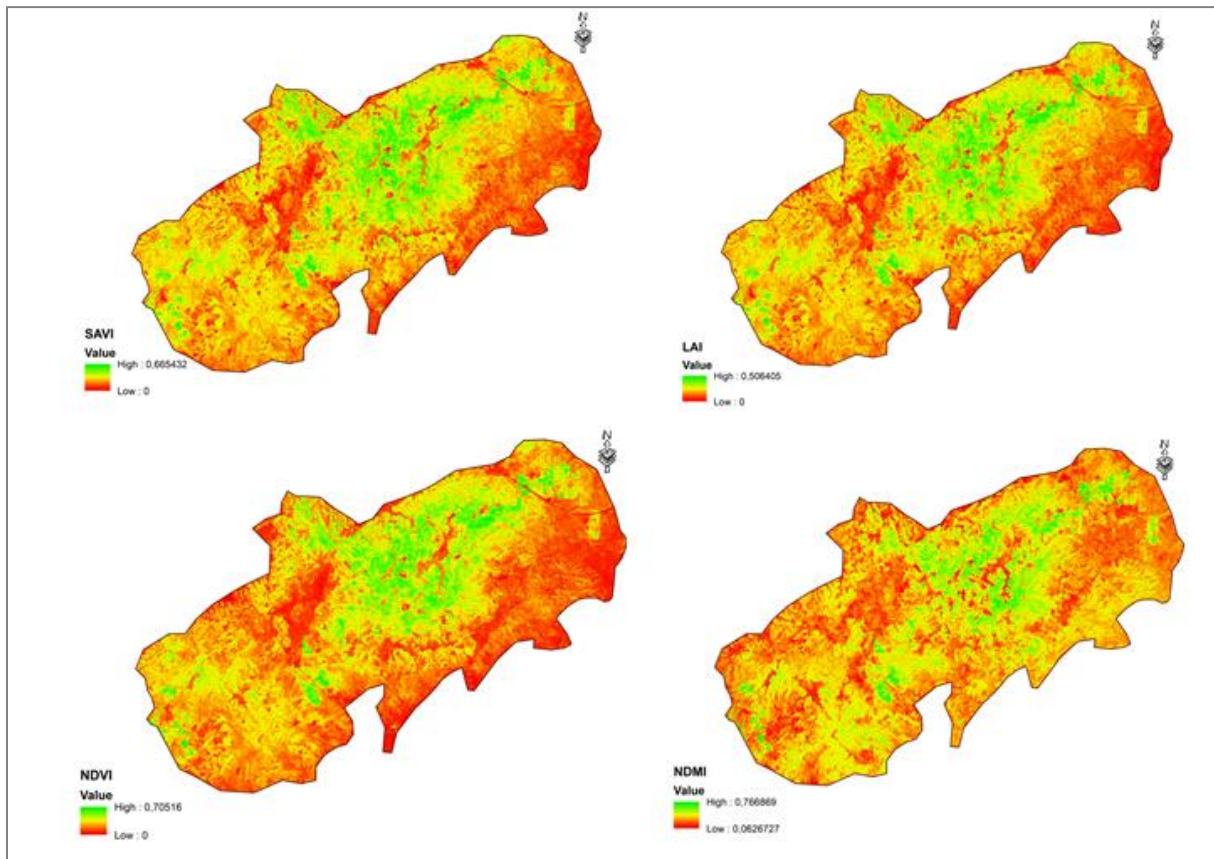 N
N
SAVI
Value
High : 0,665432
Low : 0
LAI
Value
High : 0,506405
Low : 0
N
N
NDVI
Value
High : 0,70516
Low : 0
NDMI
Value
High : 0,766869
Low : 0,0626727